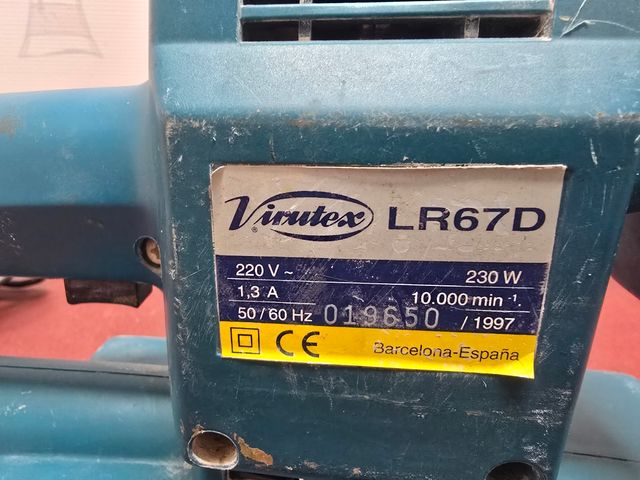 Virutex ® LR67D
220 V ~ 230 W
1,3 A 10.000 min -1.
50 / 60 Hz 019650 / 1997
CE Barcelona-España